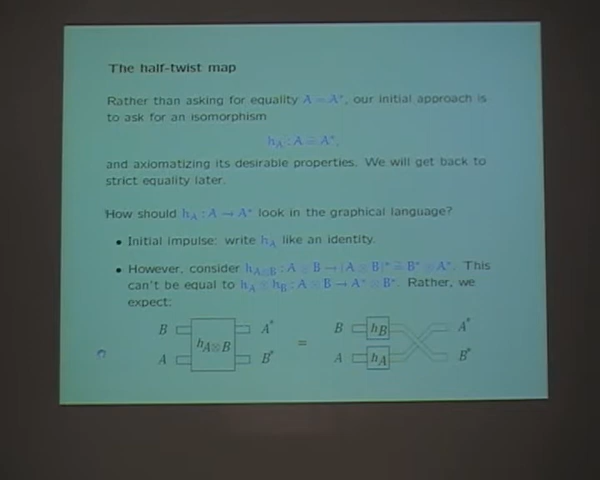 The half-twist map
Rather than asking for equality A = A*, our initial approach is
to ask for an isomorphism
h_A : A ≅ A*,
and axiomatizing its desirable properties. We will get back to
strict equality later.
How should h_A : A → A* look in the graphical language?
• Initial impulse: write h_A like an identity.
• However, consider h_{A⊗B} : A ⊗ B → (A ⊗ B)* ≅ B* ⊗ A*. This
can't be equal to h_A ⊗ h_B : A ⊗ B → A* ⊗ B*. Rather, we
expect:
B h_{A⊗B} A* = B h_B A*
A B* A h_A B*